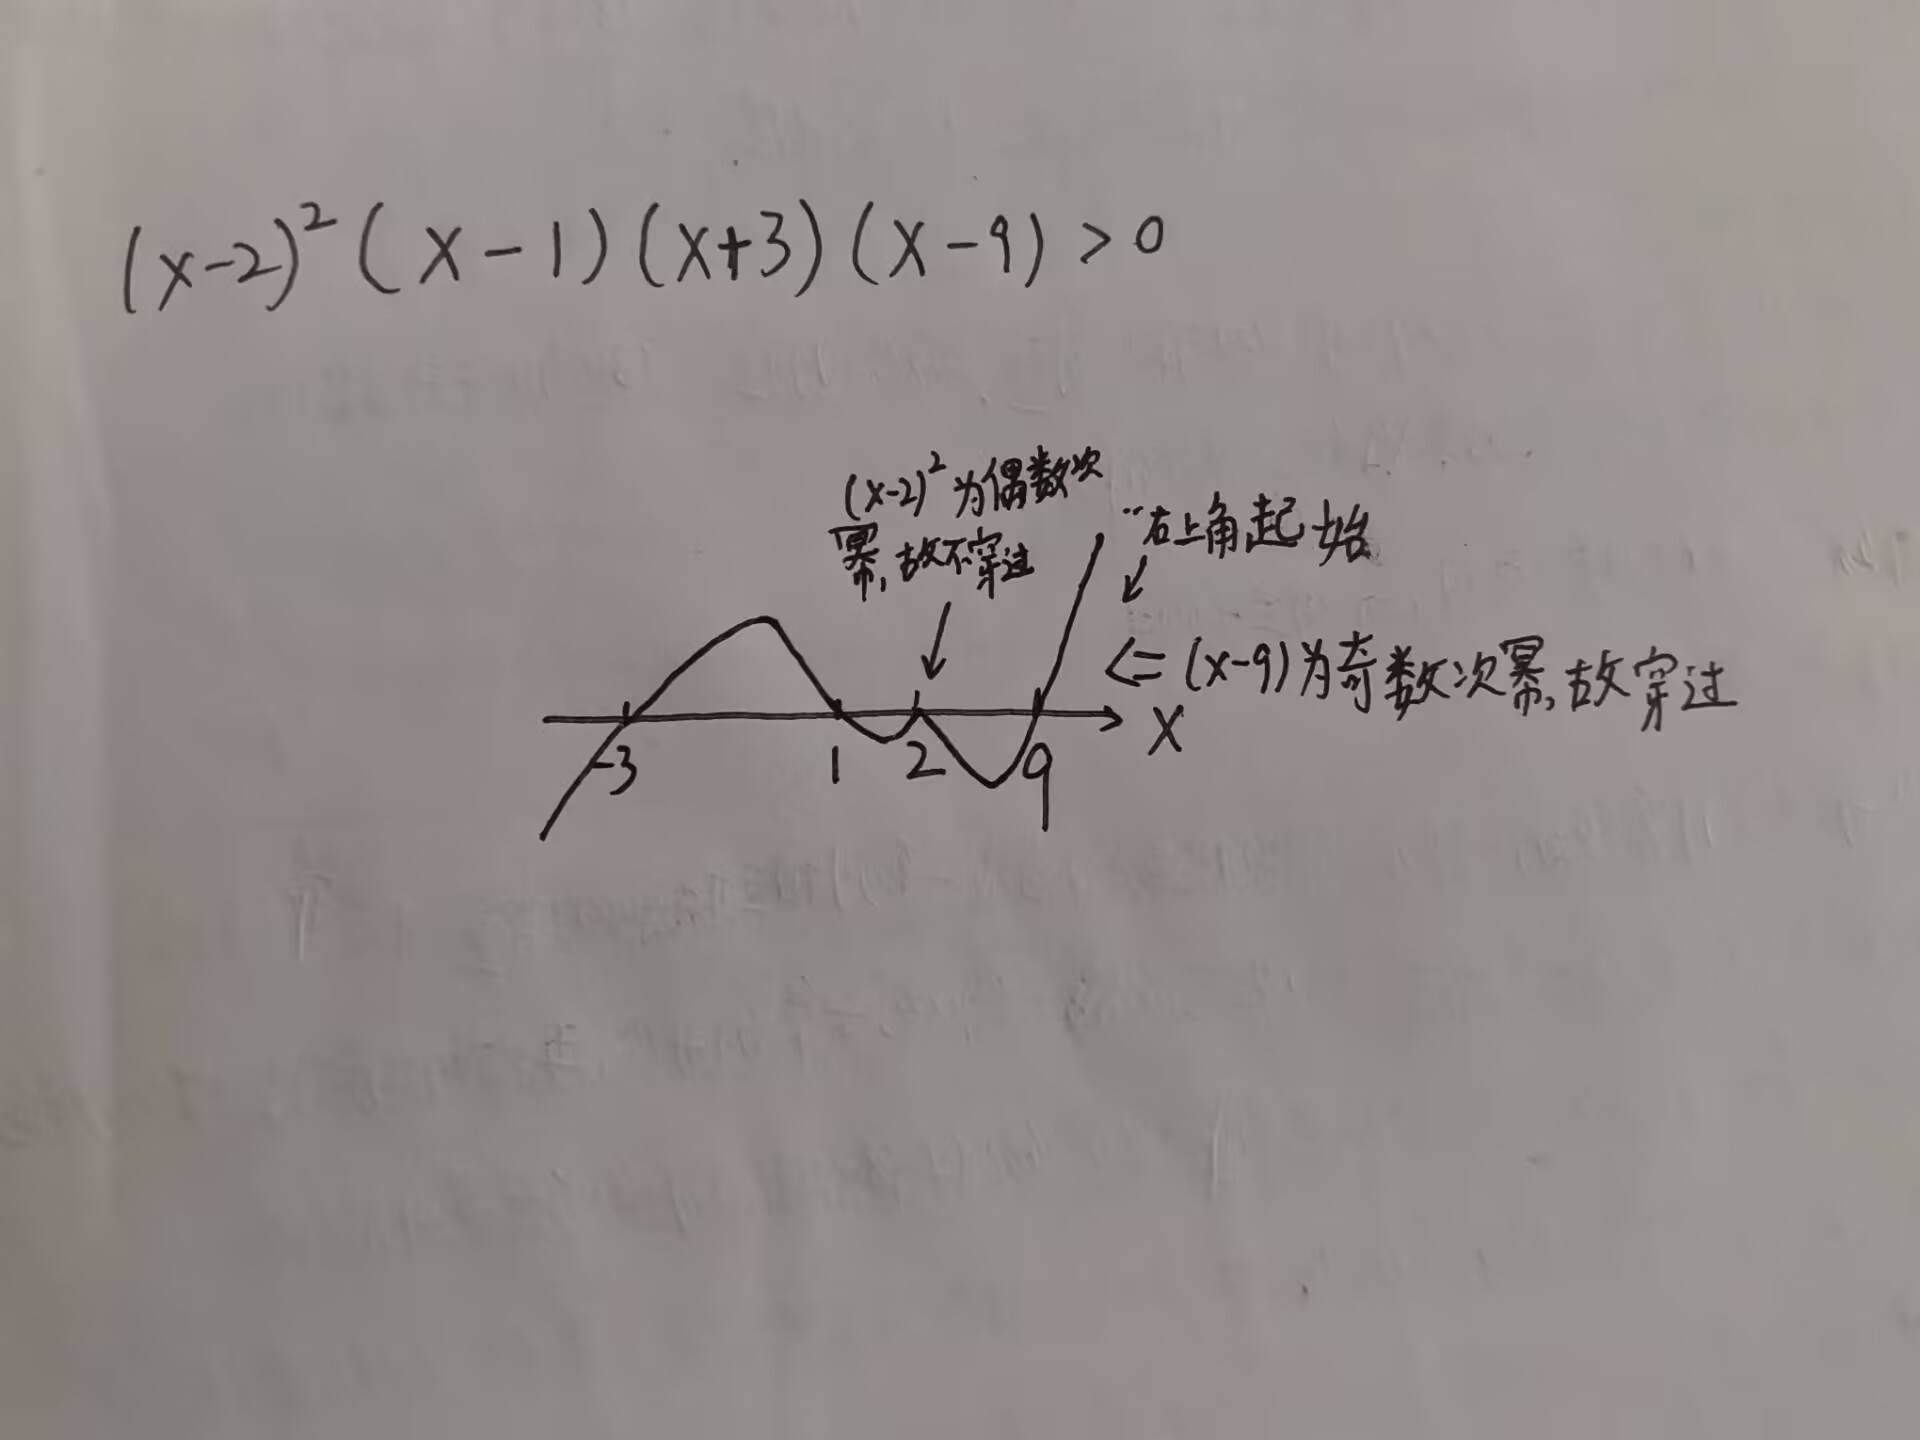 (x-2)²(x-1)(x+3)(x-9)>0
(x-2)²为偶数次
幂,故不穿过
"右上角起始
<=(x-9)为奇数次幂,故穿过
-3 1 2 9 X